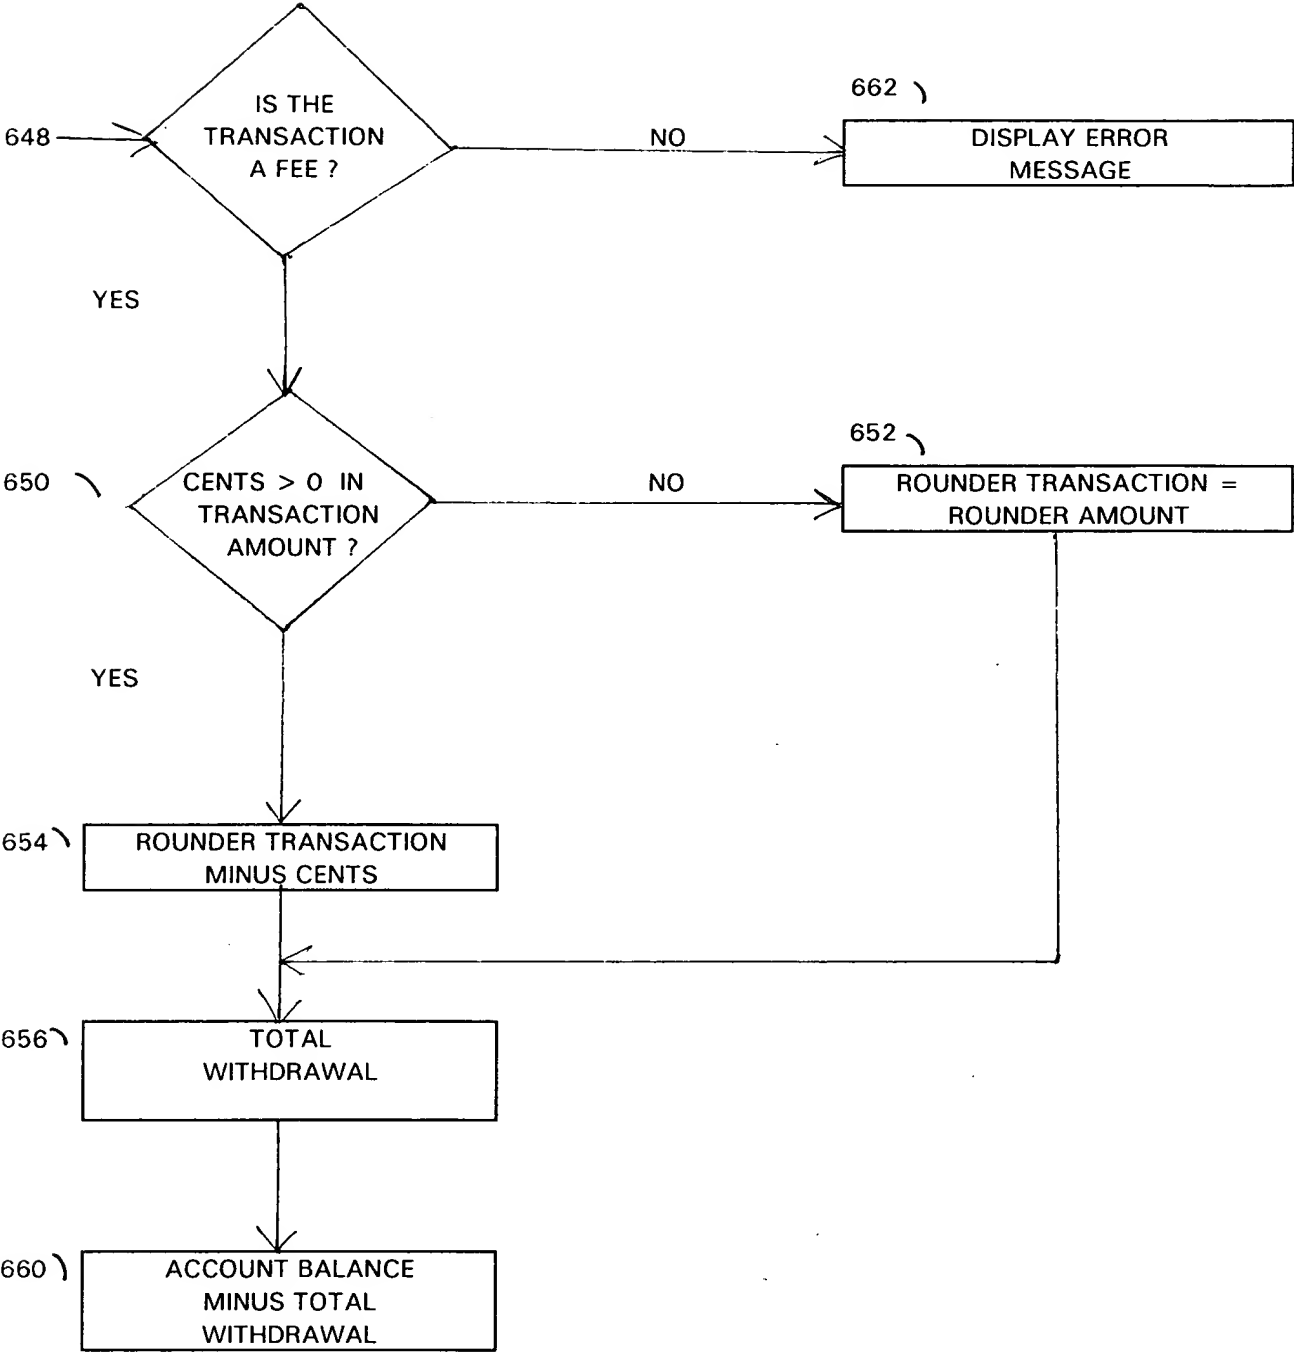 648
IS THE
TRANSACTION
A FEE ?
NO
662
DISPLAY ERROR
MESSAGE
YES
650
CENTS > 0 IN
TRANSACTION
AMOUNT ?
NO
652
ROUNDER TRANSACTION =
ROUNDER AMOUNT
YES
654
ROUNDER TRANSACTION
MINUS CENTS
656
TOTAL
WITHDRAWAL
660
ACCOUNT BALANCE
MINUS TOTAL
WITHDRAWAL